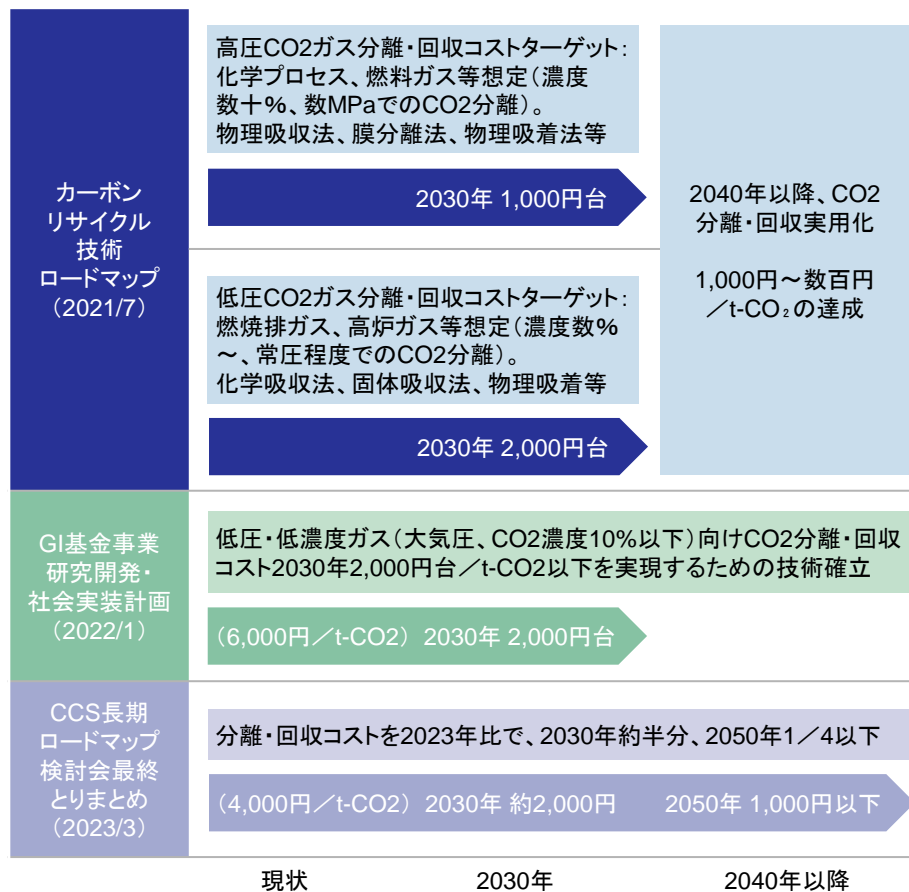 カーボン
リサイクル
技術
ロードマップ
（2021/7）
高圧CO2ガス分離・回収コストターゲット：
化学プロセス、燃料ガス等想定（濃度
数十％、数MPaでのCO2分離）。
物理吸収法、膜分離法、物理吸着法等
2030年 1,000円台
低圧CO2ガス分離・回収コストターゲット：
燃焼排ガス、高炉ガス等想定（濃度数％
～、常圧程度でのCO2分離）。
化学吸収法、固体吸収法、物理吸着等
2030年 2,000円台
2040年以降、CO2
分離・回収実用化
1,000円～数百円
／t-CO₂の達成
GI基金事業
研究開発・
社会実装計画
（2022/1）
低圧・低濃度ガス（大気圧、CO2濃度10%以下）向けCO2分離・回収
コスト2030年2,000円台／t-CO2以下を実現するための技術確立
（6,000円／t-CO2） 2030年 2,000円台
CCS長期
ロードマップ
検討会最終
とりまとめ
（2023/3）
分離・回収コストを2023年比で、2030年約半分、2050年1／4以下
（4,000円／t-CO2） 2030年 約2,000円 2050年 1,000円以下
現状 2030年 2040年以降